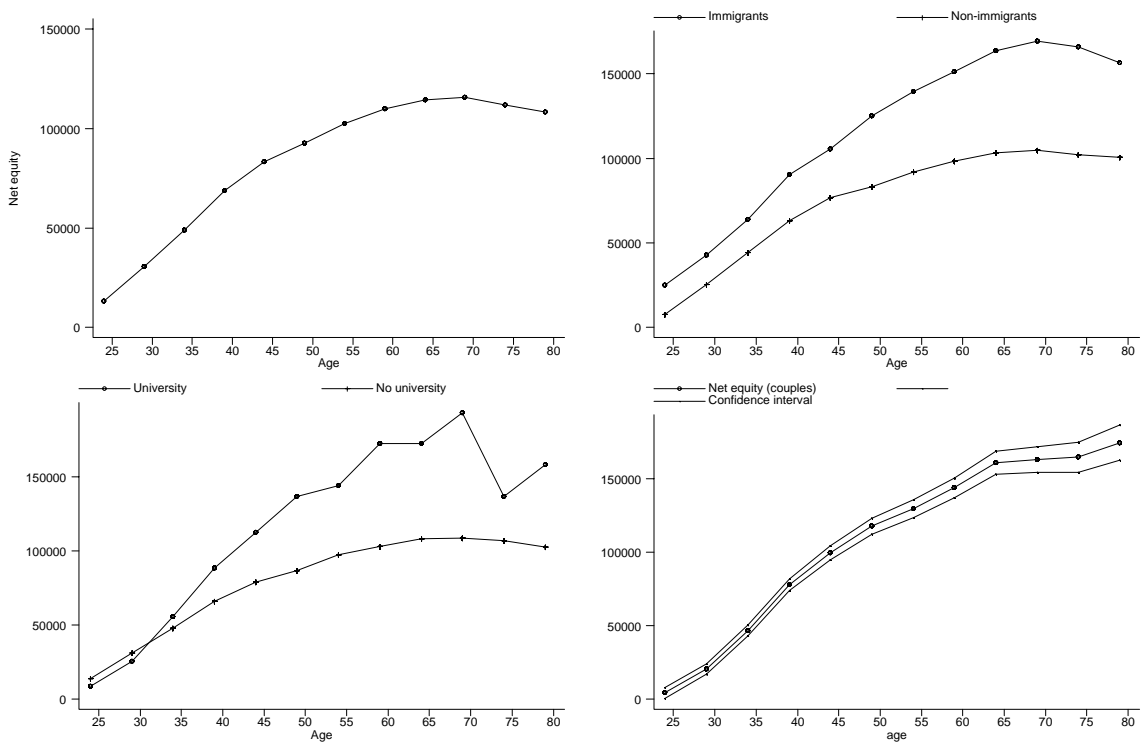 150000
100000
50000
0
Net equity
25 30 35 40 45 50 55 60 65 70 75 80
Age
Immigrants Non-immigrants
150000
100000
50000
0
25 30 35 40 45 50 55 60 65 70 75 80
Age
University No university
150000
100000
50000
0
25 30 35 40 45 50 55 60 65 70 75 80
Age
Net equity (couples)
Confidence interval
150000
100000
50000
0
25 30 35 40 45 50 55 60 65 70 75 80
age